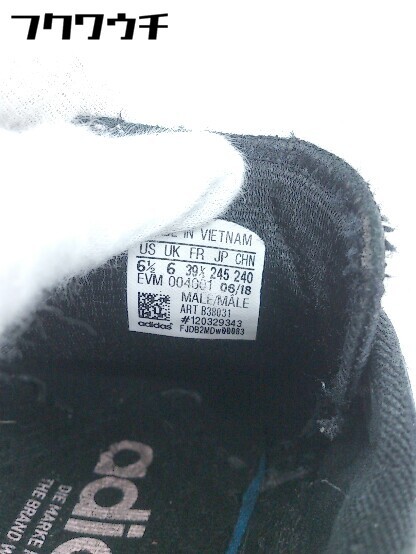 フクワウチ
IN VIETNAM
US UK FR JP CHN
6½ 6 39⅓ 245 240
EVM 004001 06/18
MALE/MÂLE
ART B38031
#120329343
adidas FJDB2MDW00003
adid
DIE MARKE
THE BRAND